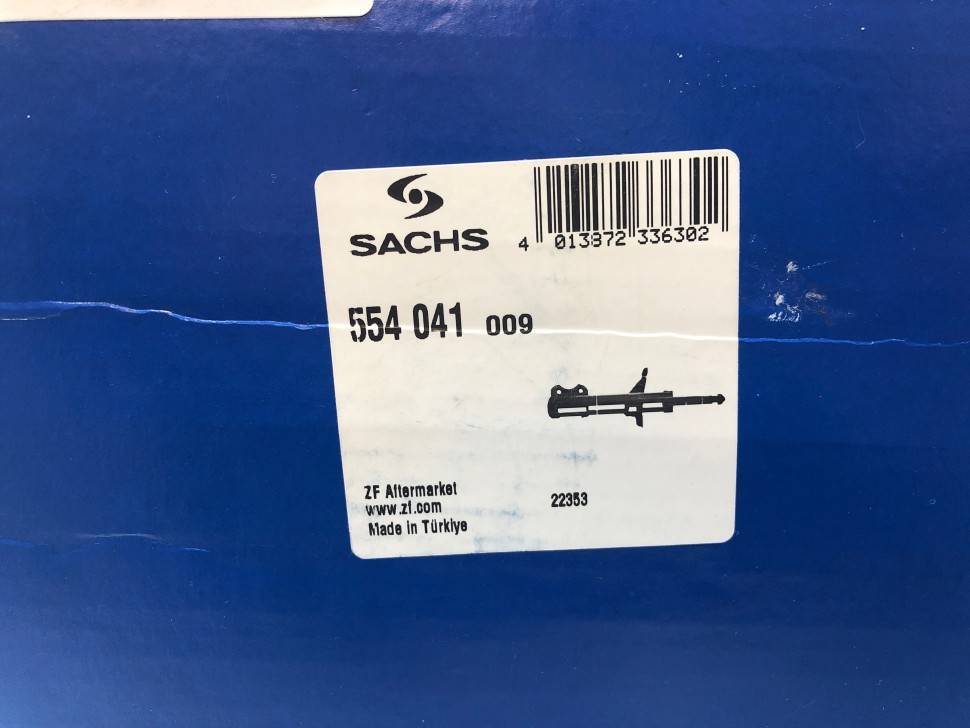 SACHS
4 013872 336302
554 041 009
ZF Aftermarket
www.zf.com
Made in Türkiye
22353